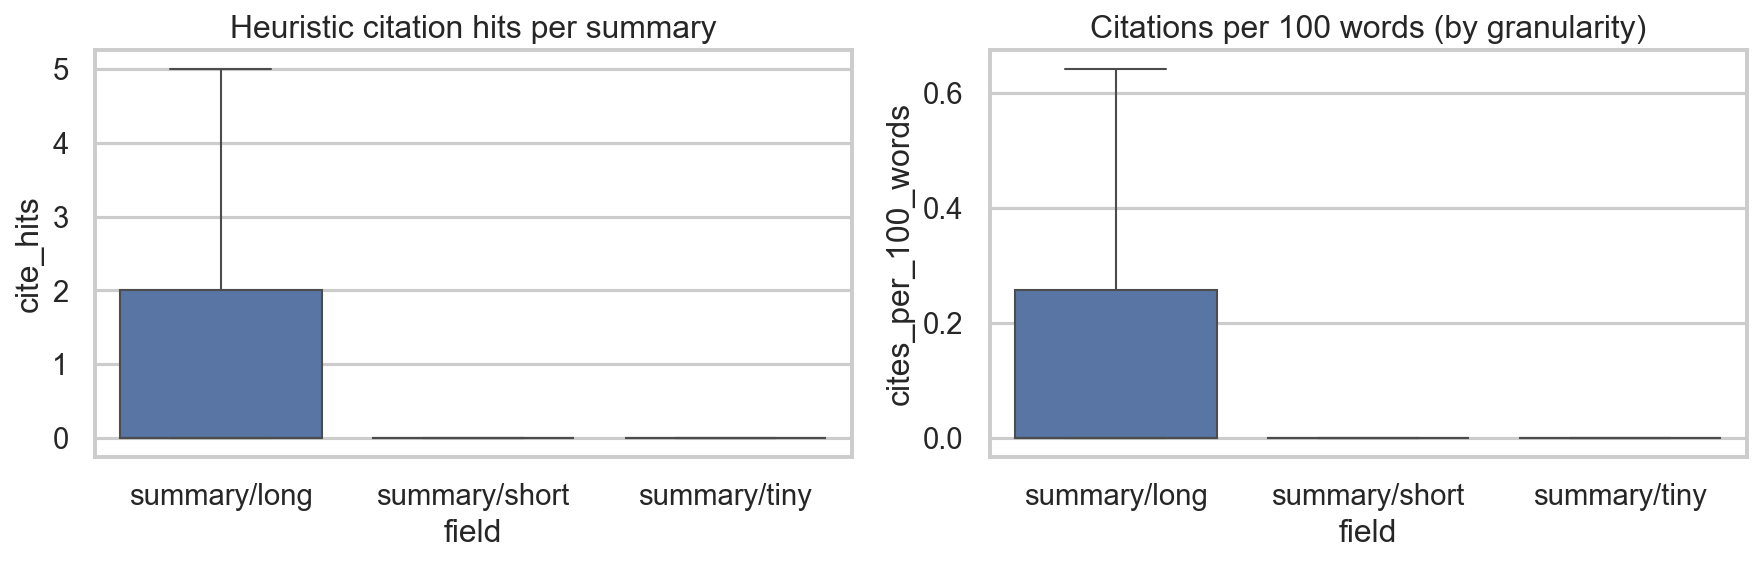 Heuristic citation hits per summary
cite_hits
5
4
3
2
1
0
summary/long
summary/short
summary/tiny
field
Citations per 100 words (by granularity)
cites_per_100_words
0.6
0.4
0.2
0.0
summary/long
summary/short
summary/tiny
field